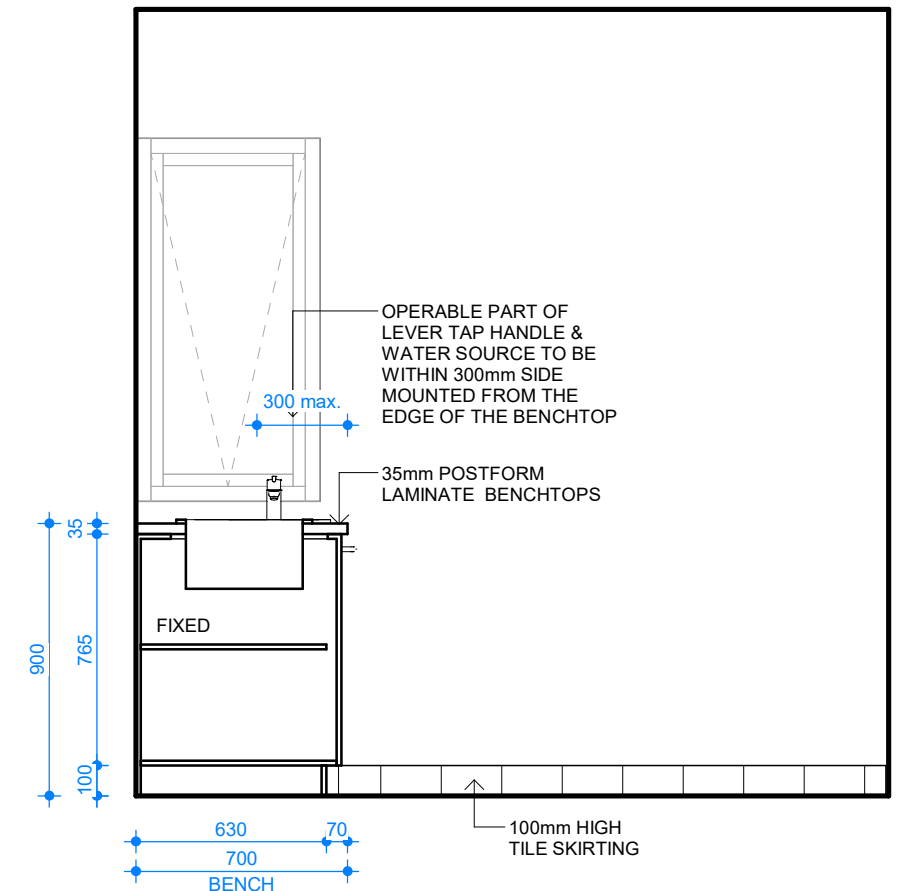 OPERABLE PART OF
LEVER TAP HANDLE &
WATER SOURCE TO BE
WITHIN 300mm SIDE
MOUNTED FROM THE
EDGE OF THE BENCHTOP
300 max.
35mm POSTFORM
LAMINATE BENCHTOPS
35
FIXED
765
900
100
630
70
700
BENCH
100mm HIGH
TILE SKIRTING